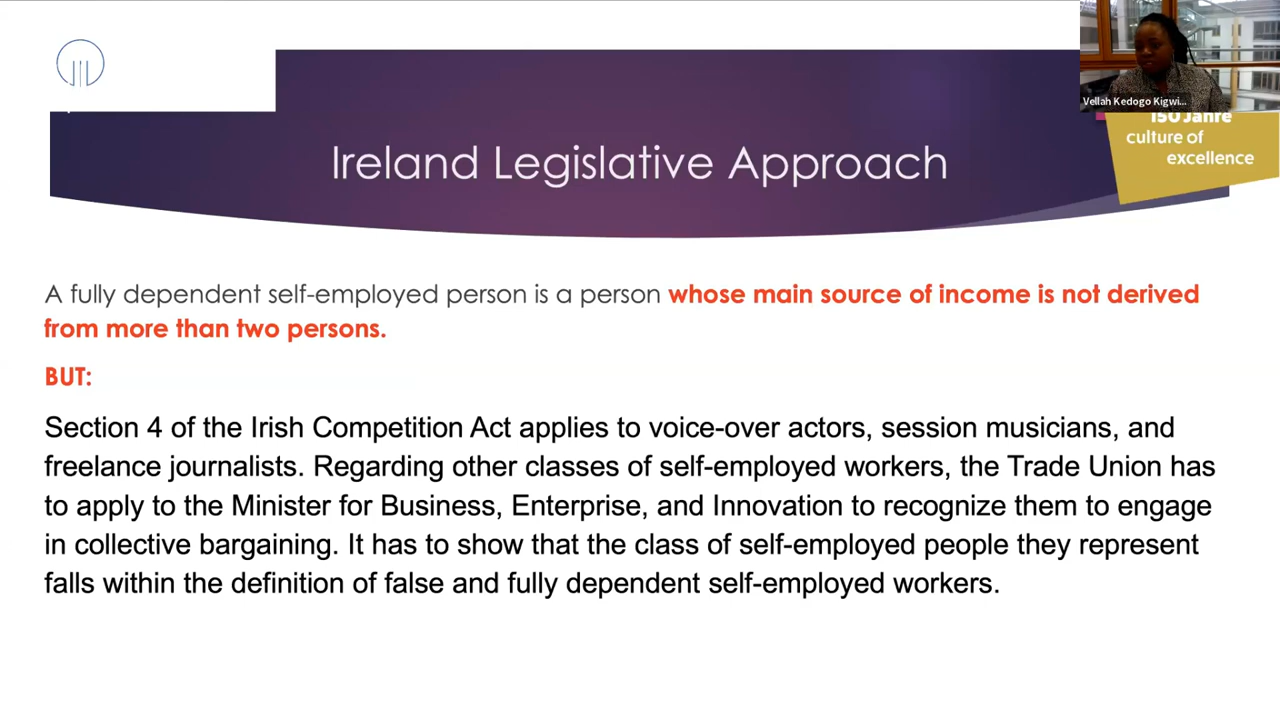 Vellah Kedogo Kigwi...
150 Jahre
culture of
excellence
Ireland Legislative Approach
A fully dependent self-employed person is a person whose main source of income is not derived
from more than two persons.
BUT:
Section 4 of the Irish Competition Act applies to voice-over actors, session musicians, and
freelance journalists. Regarding other classes of self-employed workers, the Trade Union has
to apply to the Minister for Business, Enterprise, and Innovation to recognize them to engage
in collective bargaining. It has to show that the class of self-employed people they represent
falls within the definition of false and fully dependent self-employed workers.